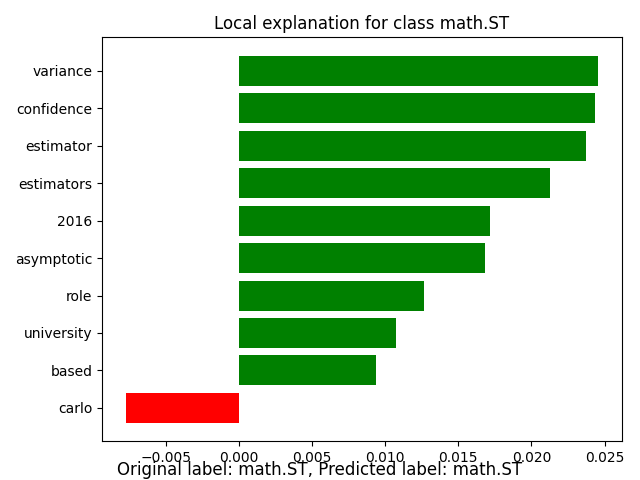 Local explanation for class math.ST
variance
confidence
estimator
estimators
2016
asymptotic
role
university
based
carlo
−0.005 0.000 0.005 0.010 0.015 0.020 0.025
Original label: math.ST, Predicted label: math.ST